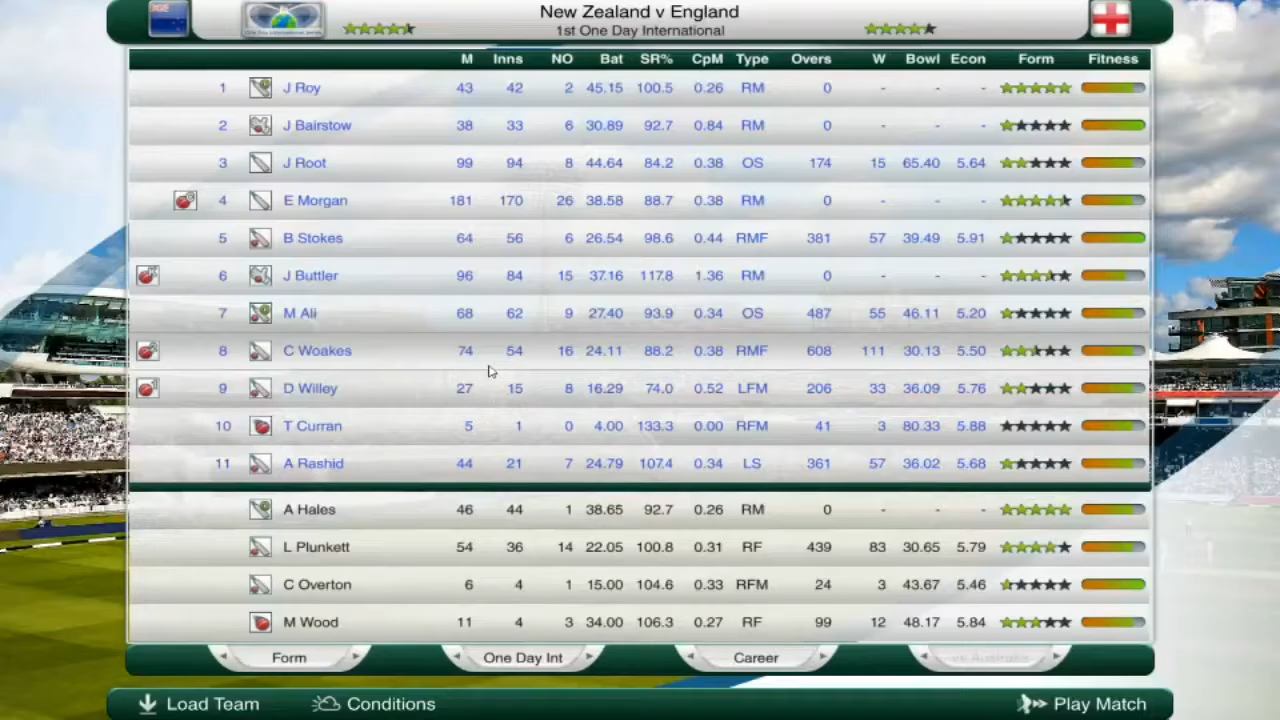 New Zealand v England
1st One Day International
M Inns NO Bat SR% CpM Type Overs W Bowl Econ Form Fitness
1 J Roy 43 42 2 45.15 100.5 0.26 RM 0 - - -
2 J Bairstow 38 33 6 30.89 92.7 0.84 RM 0 - - -
3 J Root 99 94 8 44.64 84.2 0.38 OS 174 15 65.40 5.64
4 E Morgan 181 170 26 38.58 88.7 0.38 RM 0 - - -
5 B Stokes 64 56 6 26.54 98.6 0.44 RMF 381 57 39.49 5.91
6 J Buttler 96 84 15 37.16 117.8 1.36 RM 0 - - -
7 M Ali 68 62 9 27.40 93.9 0.34 OS 487 55 46.11 5.20
8 C Woakes 74 54 16 24.11 88.2 0.38 RMF 608 111 30.13 5.50
9 D Willey 27 15 8 16.29 74.0 0.52 LFM 206 33 36.09 5.76
10 T Curran 5 1 0 4.00 133.3 0.00 RFM 41 3 80.33 5.88
11 A Rashid 44 21 7 24.79 107.4 0.34 LS 361 57 36.02 5.68
A Hales 46 44 1 38.65 92.7 0.26 RM 0 - - -
L Plunkett 54 36 14 22.05 100.8 0.31 RF 439 83 30.65 5.79
C Overton 6 4 1 15.00 104.6 0.33 RFM 24 3 43.67 5.46
M Wood 11 4 3 34.00 106.3 0.27 RF 99 12 48.17 5.84
Form One Day Int Career vs Australia
Load Team Conditions Play Match